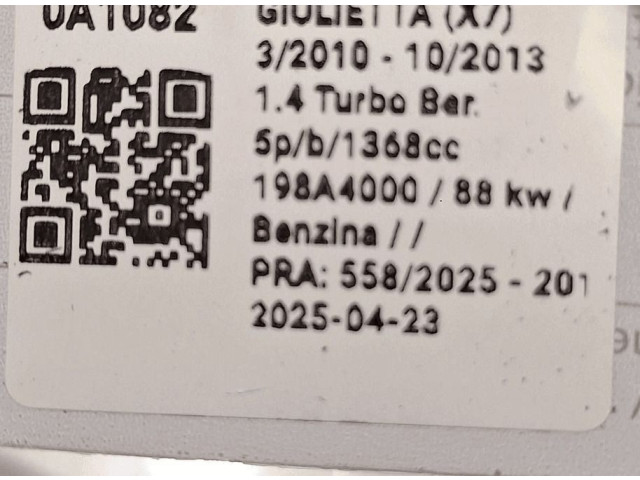 0A1082
GIULIETTA (X7)
3/2010 - 10/2013
1.4 Turbo Ber.
5p/b/1368cc
198A4000 / 88 kw /
Benzina / /
PRA: 558/2025 - 201
2025-04-23